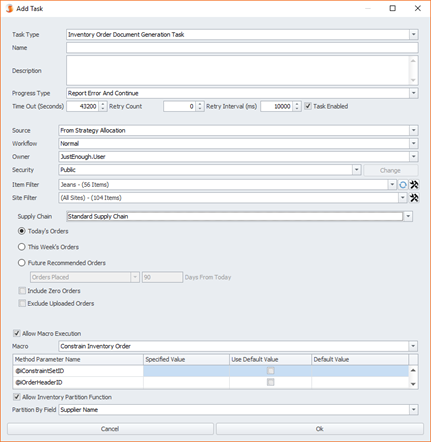 Add Task
Task Type Inventory Order Document Generation Task
Name
Description
Progress Type Report Error And Continue
Time Out (Seconds) 43200 Retry Count 0 Retry Interval (ms) 10000 Task Enabled
Source From Strategy Allocation
Workflow Normal
Owner JustEnough.User
Security Public Change
Item Filter Jeans - (56 Items)
Site Filter (All Sites) - (104 Items)
Supply Chain Standard Supply Chain
Today's Orders
This Week's Orders
Future Recommended Orders
Orders Placed 90 Days From Today
Include Zero Orders
Exclude Uploaded Orders
Allow Macro Execution
Macro Constrain Inventory Order
Method Parameter Name Specified Value Use Default Value Default Value
@iConstraintSetID
@iOrderHeaderID
Allow Inventory Partition Function
Partition By Field Supplier Name
Cancel Ok